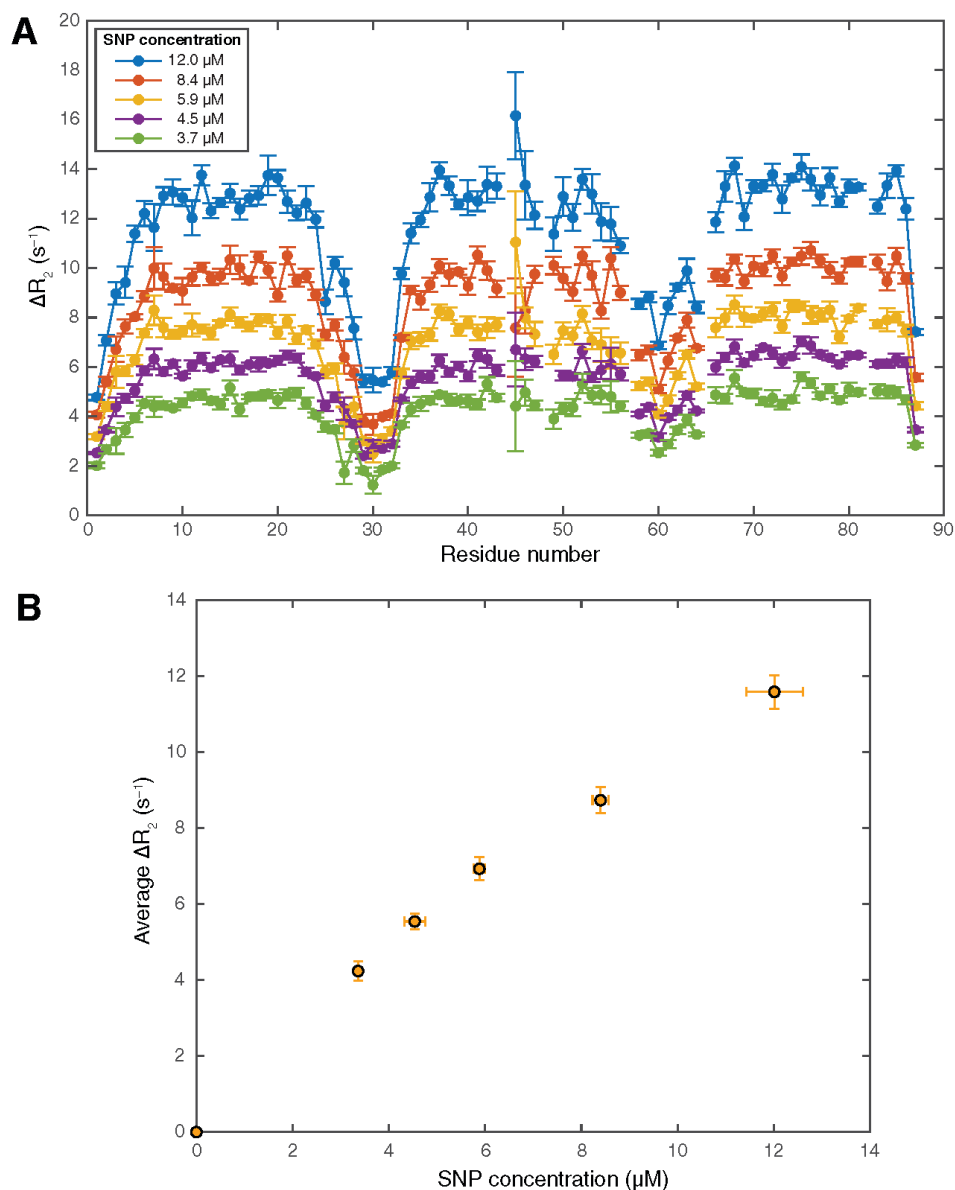 A
SNP concentration
12.0 µM
8.4 µM
5.9 µM
4.5 µM
3.7 µM
20
18
16
14
12
10
8
6
4
2
0
ΔR₂ (s⁻¹)
0 10 20 30 40 50 60 70 80 90
Residue number
B
14
12
10
8
6
4
2
0
Average ΔR₂ (s⁻¹)
0 2 4 6 8 10 12 14
SNP concentration (µM)